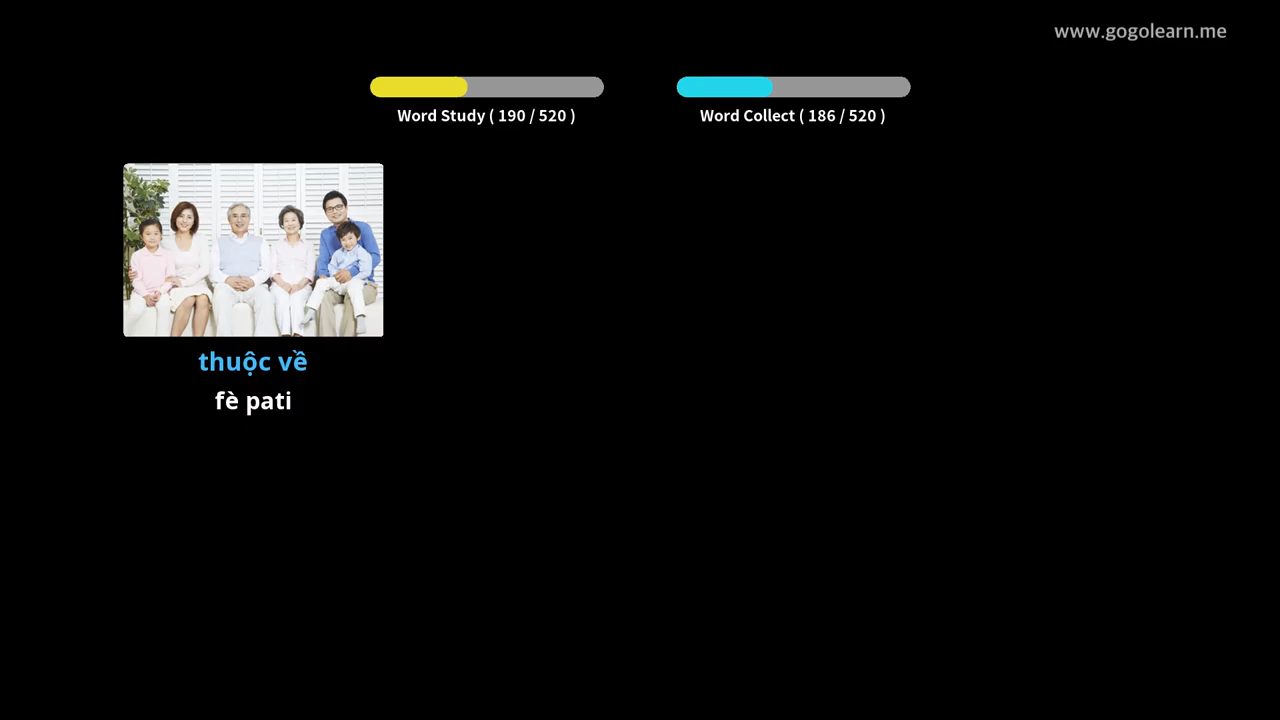 www.gogolearn.me
Word Study ( 190 / 520 )
Word Collect ( 186 / 520 )
thuộc về
fè pati